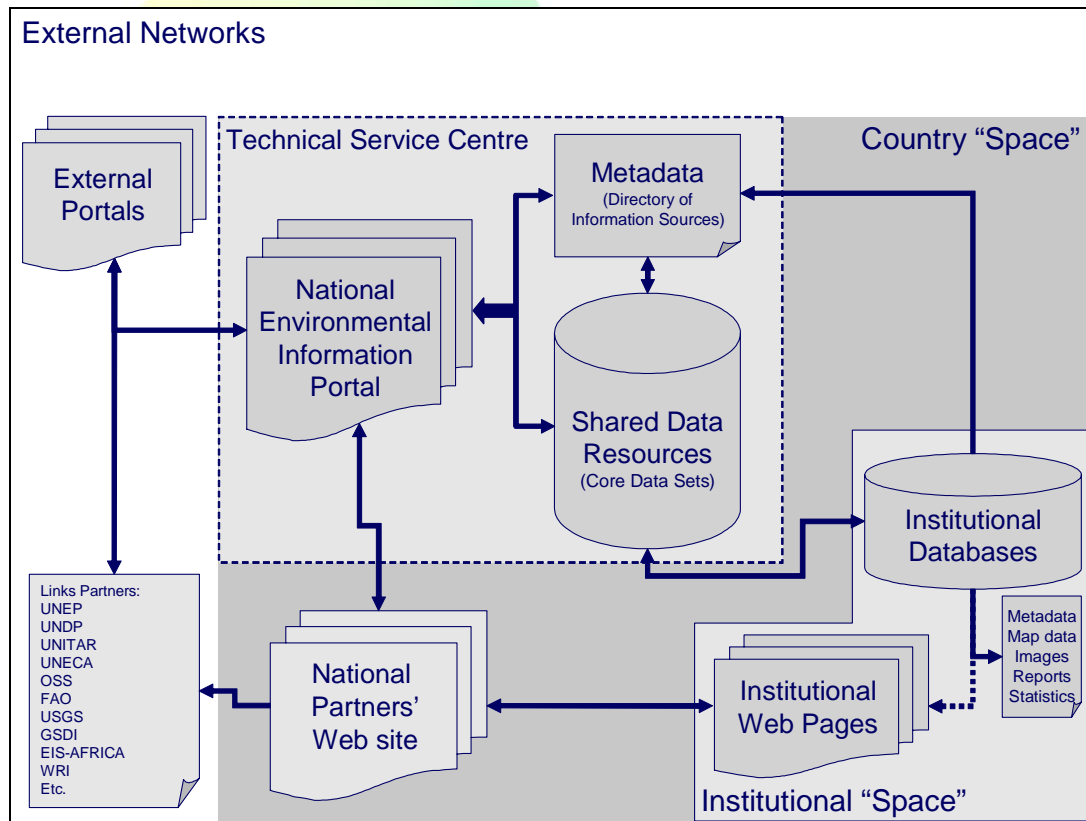 External Networks
External
Portals
Technical Service Centre
Country “Space”
Metadata
(Directory of
Information Sources)
National
Environmental
Information
Portal
Shared Data
Resources
(Core Data Sets)
Institutional
Databases
Links Partners:
UNEP
UNDP
UNITAR
UNECA
OSS
FAO
USGS
GSDI
EIS-AFRICA
WRI
Etc.
National
Partners’
Web site
Institutional
Web Pages
Metadata
Map data
Images
Reports
Statistics
Institutional “Space”